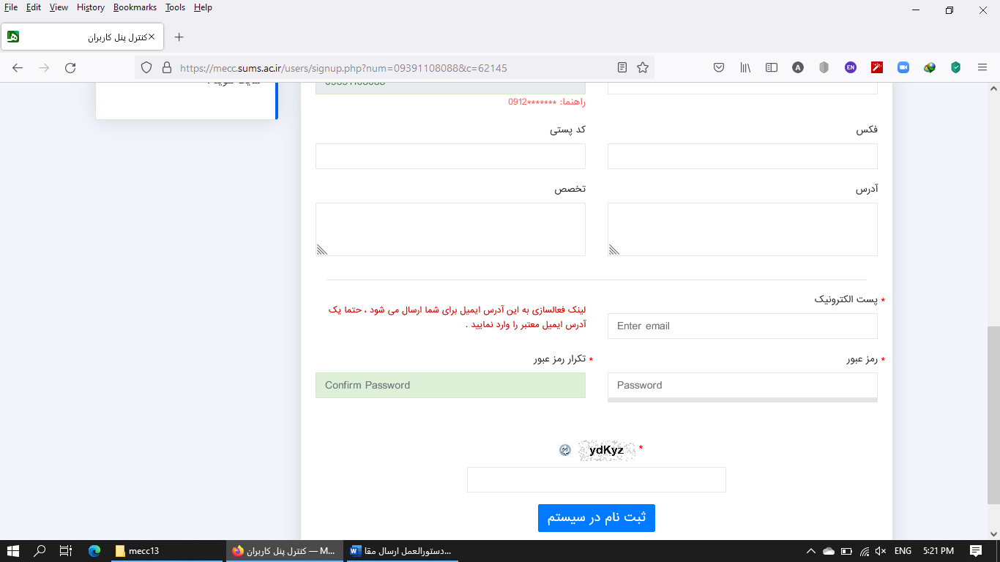 File Edit View History Bookmarks Tools Help
کنترل پنل کاربران
https://mecc.sums.ac.ir/users/signup.php?num=09391108088&c=62145
راهنما: *******0912
فکس
کد پستی
آدرس
تخصص
* پست الکترونیک
Enter email
لینک فعالسازی به این آدرس ایمیل برای شما ارسال می شود ، حتما یک
آدرس ایمیل معتبر را وارد نمایید .
* رمز عبور
* تکرار رمز عبور
Password
Confirm Password
* ydKyz
ثبت نام در سیستم
mecc13
کنترل پنل کاربران — M...
دستورالعمل ارسال مقا...
ENG
5:21 PM